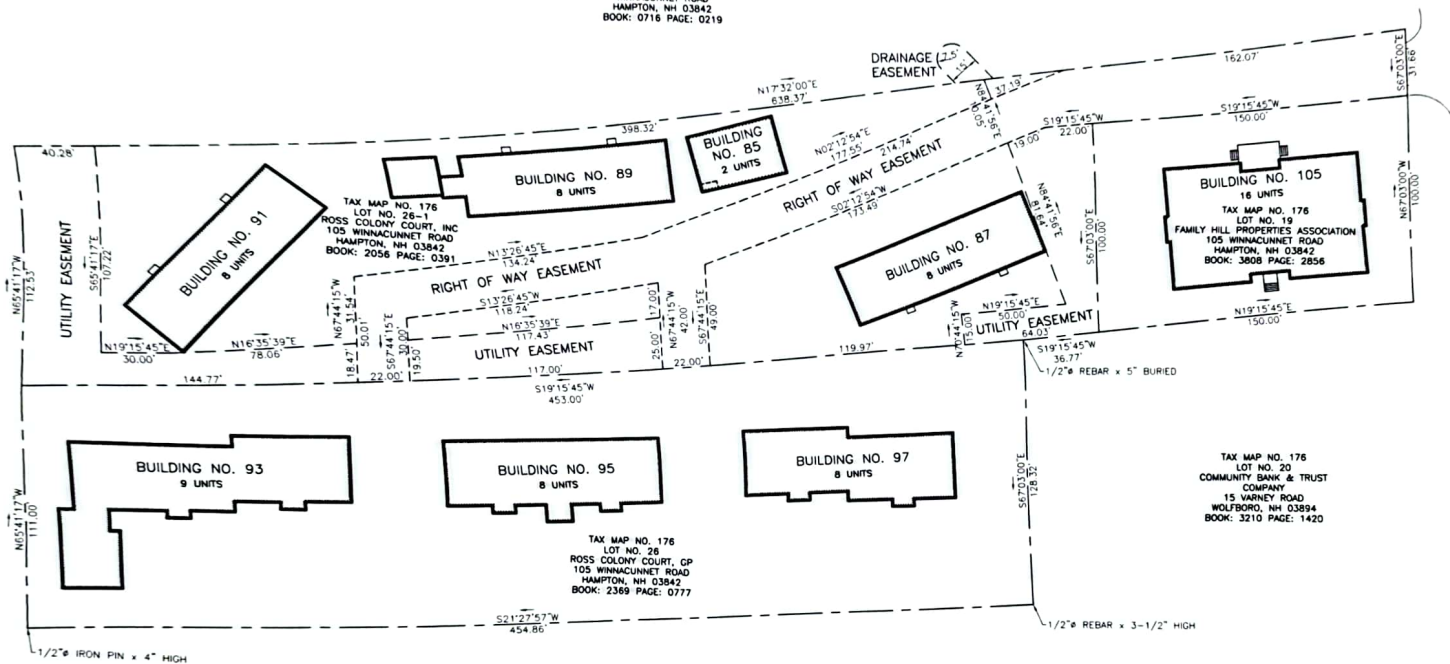 HAMPTON, NH 03842
BOOK: 0716 PAGE: 0219
DRAINAGE
EASEMENT
7.5'
15'
162.07'
S67°03'00"E
31.66
N17°32'00"E
638.37'
37.19'
N84°41'56"E
10.05'
398.32'
S19°15'45"W
22.00'
S19°15'45"W
150.00'
40.28'
BUILDING
NO. 85
2 UNITS
N02°12'54"E
177.55'
214.74'
19.00'
RIGHT OF WAY EASEMENT
S02°12'54"W
173.49
BUILDING NO. 89
8 UNITS
BUILDING NO. 105
16 UNITS
TAX MAP NO. 176
LOT NO. 19
FAMILY HILL PROPERTIES ASSOCIATION
105 WINNACUNNET ROAD
HAMPTON, NH 03842
BOOK: 3808 PAGE: 2856
N67°03'00"W
100.00'
TAX MAP NO. 176
LOT NO. 26-1
ROSS COLONY COURT, INC
105 WINNACUNNET ROAD
HAMPTON, NH 03842
BOOK: 2056 PAGE: 0391
N65°41'17"W
112.53'
UTILITY EASEMENT
S65°41'17"E
107.22'
BUILDING NO. 91
8 UNITS
N84°41'56"E
81.64'
S67°03'00"E
100.00'
BUILDING NO. 87
8 UNITS
N13°26'45"E
134.24'
RIGHT OF WAY EASEMENT
S13°26'45"W
118.24'
N67°44'15"W
31.54'
50.01'
18.47'
S67°44'15"E
30.00'
19.50'
N16°35'39"E
117.43'
UTILITY EASEMENT
117.00'
17.00'
N67°44'15"W
42.00'
25.00'
S67°44'15"E
49.00'
N19°15'45"E
50.00'
UTILITY EASEMENT
N70°44'15"W
15.00'
N19°15'45"E
150.00'
N19°15'45"E
30.00'
N16°35'39"E
78.06'
144.77'
22.00'
22.00'
119.97'
64.03'
S19°15'45"W
36.77'
S19°15'45"W
453.00'
1/2"ø REBAR x 5" BURIED
BUILDING NO. 93
9 UNITS
BUILDING NO. 95
8 UNITS
BUILDING NO. 97
8 UNITS
N65°41'17"W
111.00'
S67°03'00"E
128.32'
TAX MAP NO. 176
LOT NO. 20
COMMUNITY BANK & TRUST
COMPANY
15 VARNEY ROAD
WOLFBORO, NH 03894
BOOK: 3210 PAGE: 1420
TAX MAP NO. 176
LOT NO. 26
ROSS COLONY COURT, GP
105 WINNACUNNET ROAD
HAMPTON, NH 03842
BOOK: 2369 PAGE: 0777
S21°27'57"W
454.86'
1/2"ø IRON PIN x 4" HIGH
1/2"ø REBAR x 3-1/2" HIGH